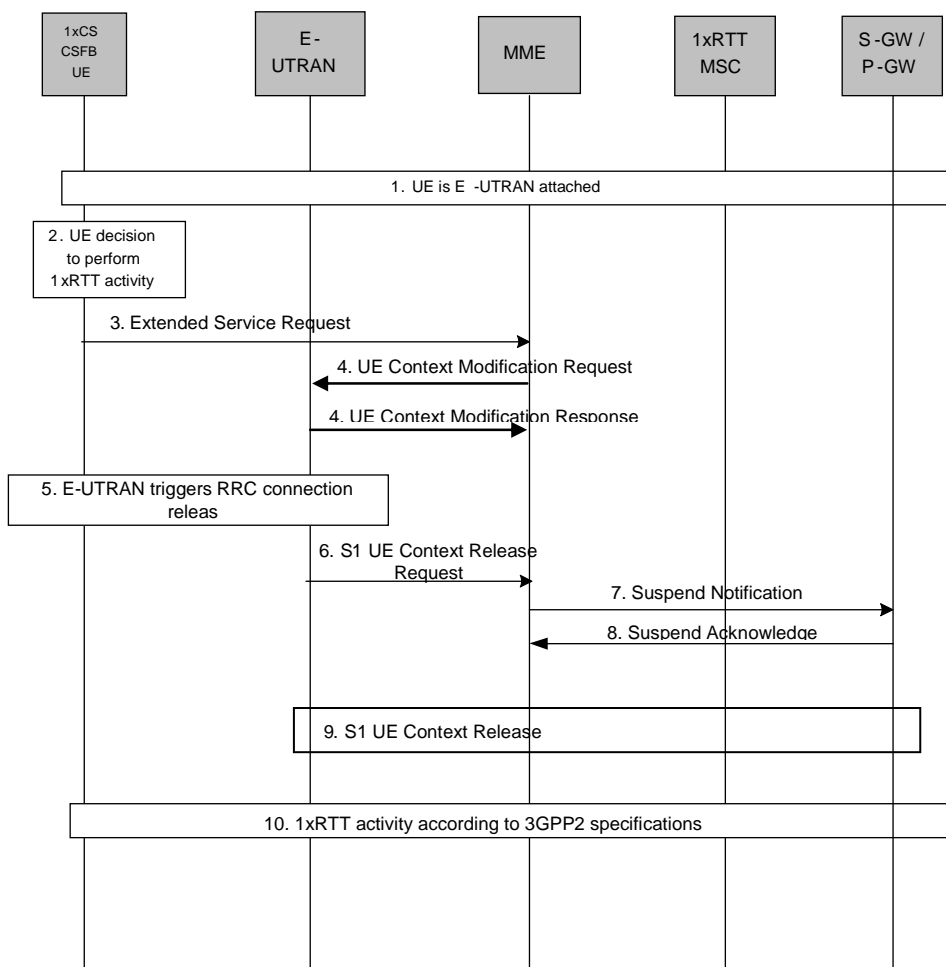 1xCS
CSFB
UE
E-
UTRAN
MME
1xRTT
MSC
S-GW /
P-GW
1. UE is E -UTRAN attached
2. UE decision
to perform
1xRTT activity
3. Extended Service Request
4. UE Context Modification Request
4. UE Context Modification Response
5. E-UTRAN triggers RRC connection
releas
6. S1 UE Context Release
Request
7. Suspend Notification
8. Suspend Acknowledge
9. S1 UE Context Release
10. 1xRTT activity according to 3GPP2 specifications